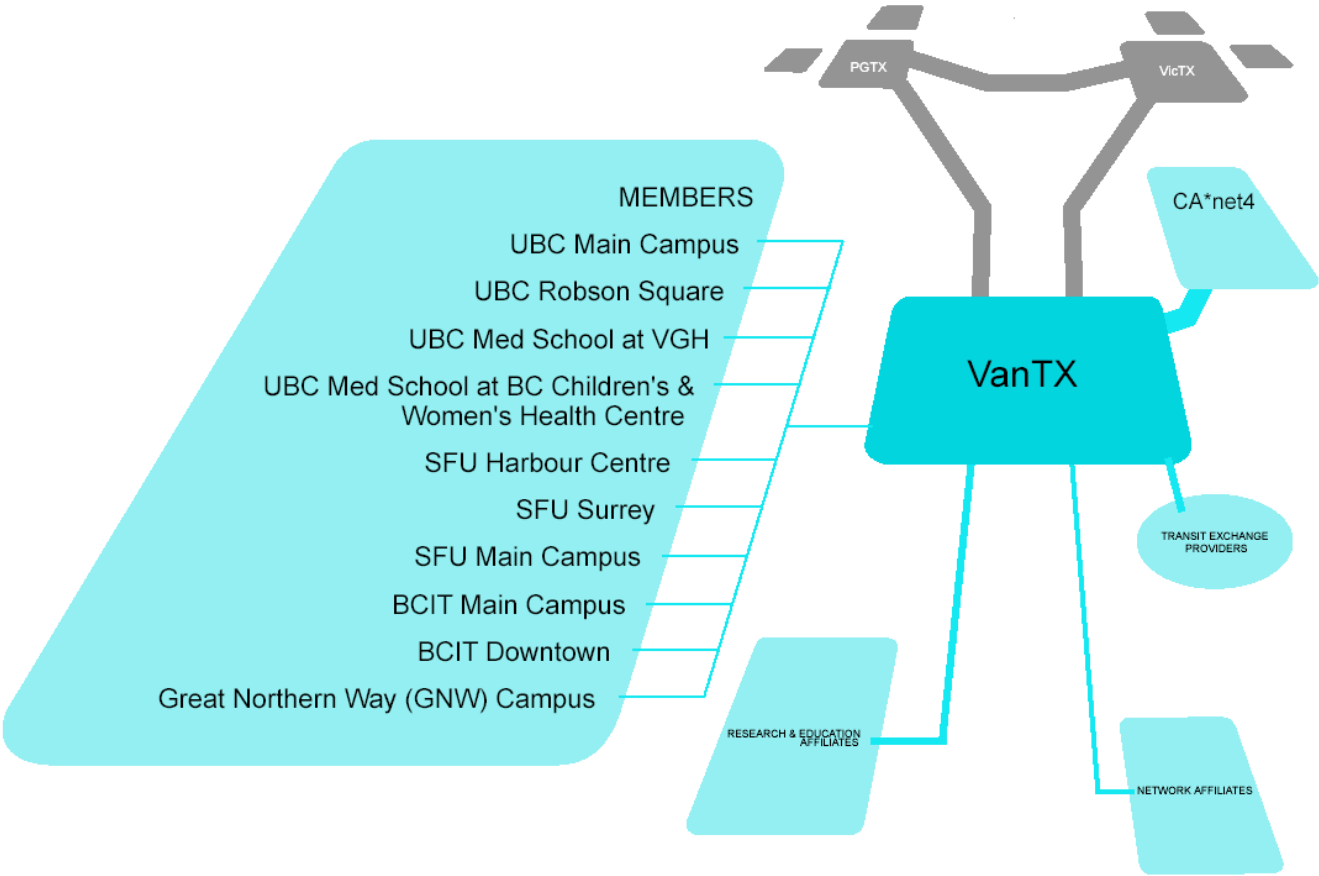 PGTX
VicTX
CA*net4
VanTX
MEMBERS
UBC Main Campus
UBC Robson Square
UBC Med School at VGH
UBC Med School at BC Children's &
Women's Health Centre
SFU Harbour Centre
SFU Surrey
SFU Main Campus
BCIT Main Campus
BCIT Downtown
Great Northern Way (GNW) Campus
TRANSIT EXCHANGE
PROVIDERS
RESEARCH & EDUCATION
AFFILIATES
NETWORK AFFILIATES